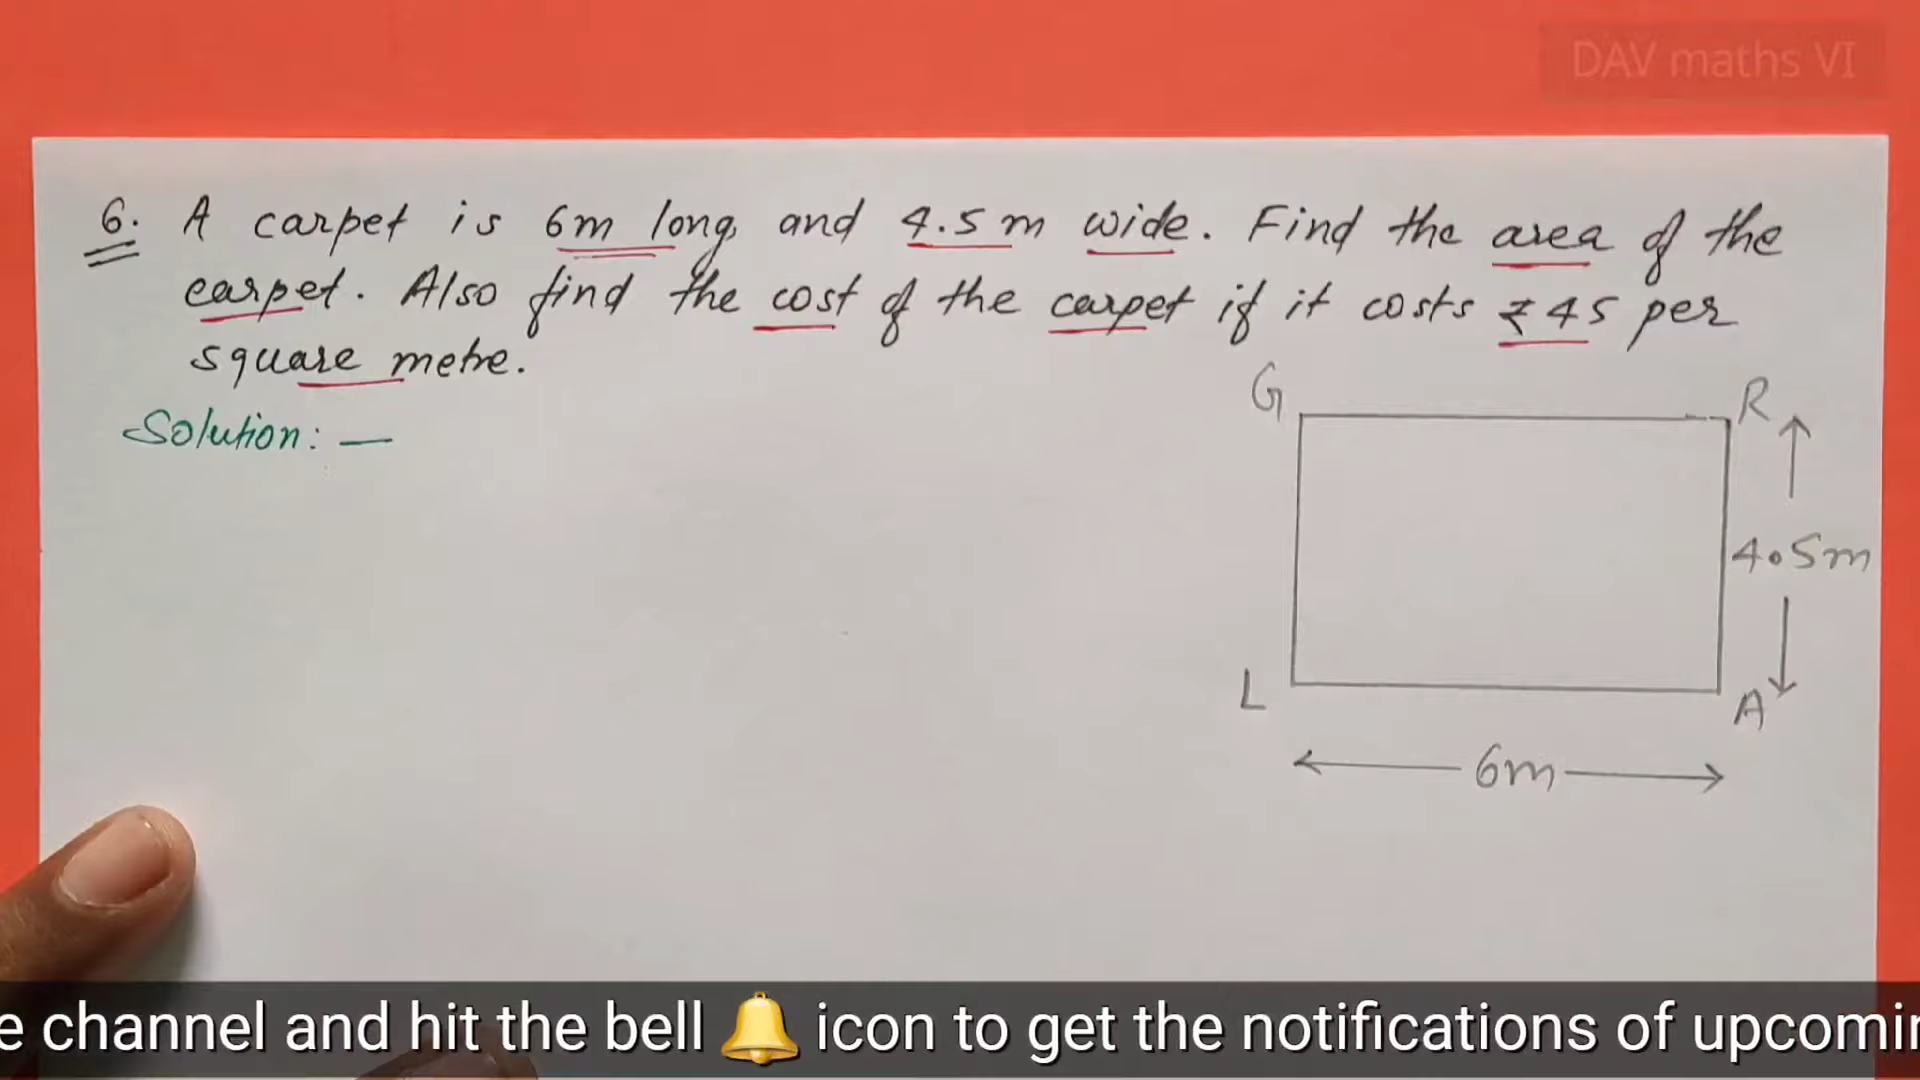 DAV maths VI
6. A carpet is 6m long and 4.5 m wide. Find the area of the
carpet. Also find the cost of the carpet if it costs ₹45 per
square metre.
Solution: —
G
R
4.5m
L
A
6m
e channel and hit the bell 🔔 icon to get the notifications of upcomin